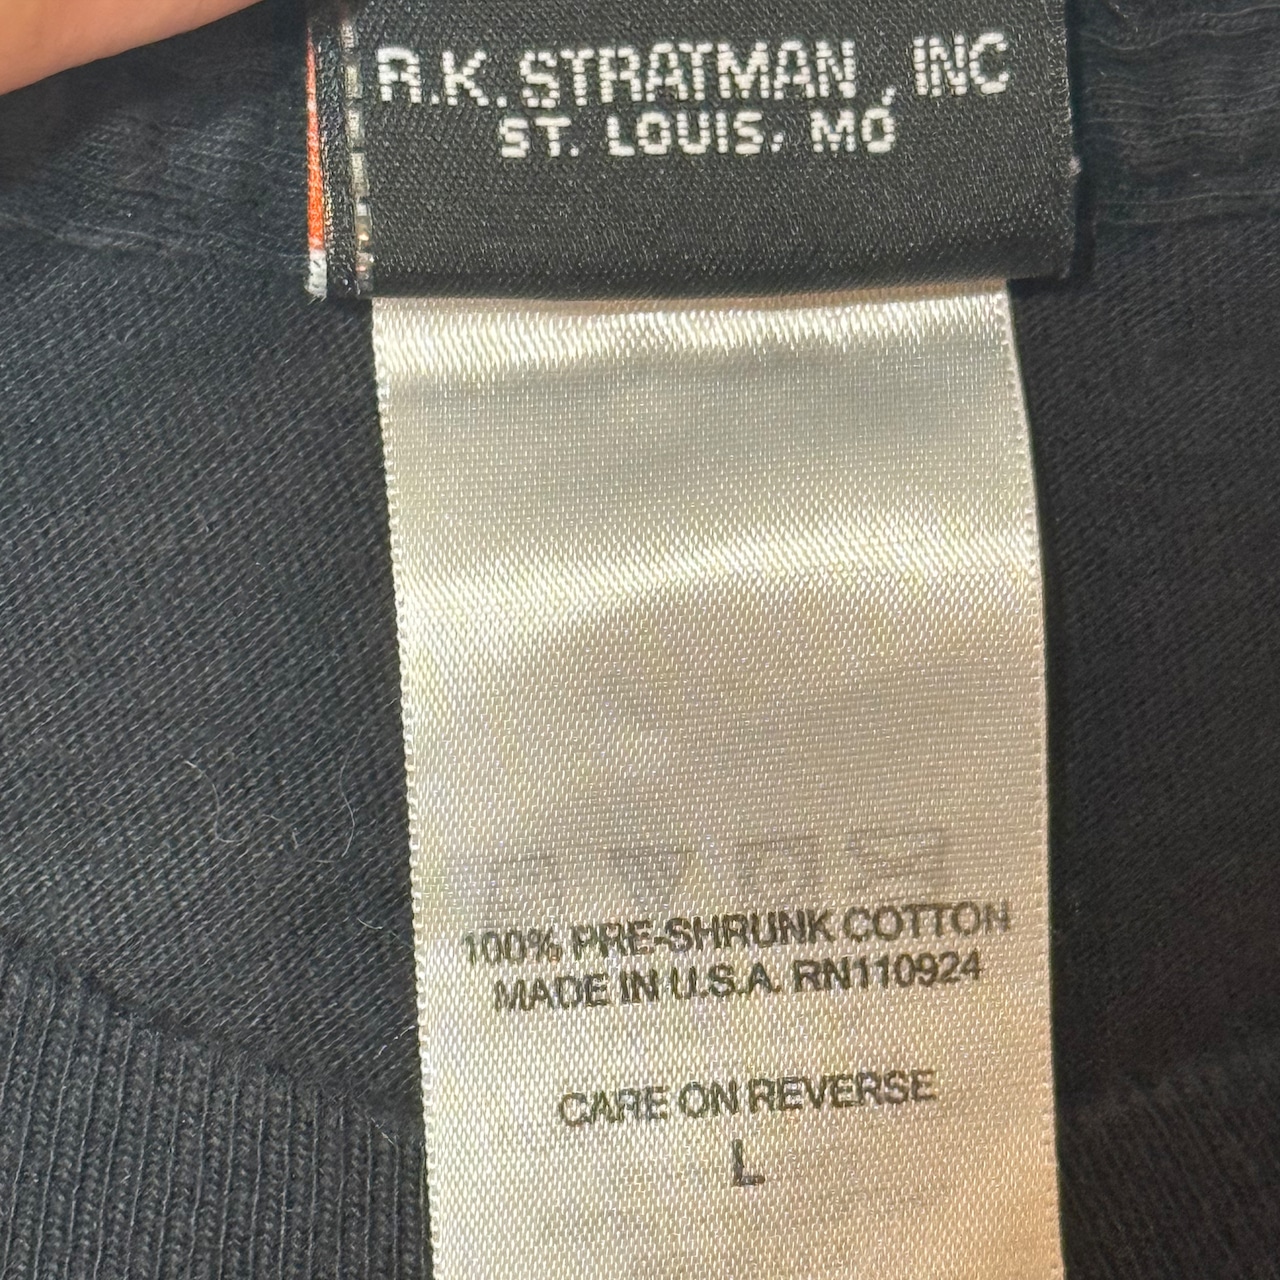 R.K. STRATMAN, INC
ST. LOUIS, MO
100% PRE-SHRUNK COTTON
MADE IN U.S.A. RN110924
CARE ON REVERSE
L